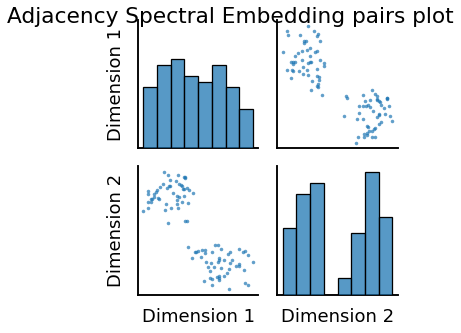 Adjacency Spectral Embedding pairs plot
Dimension 1
Dimension 2
Dimension 1
Dimension 2